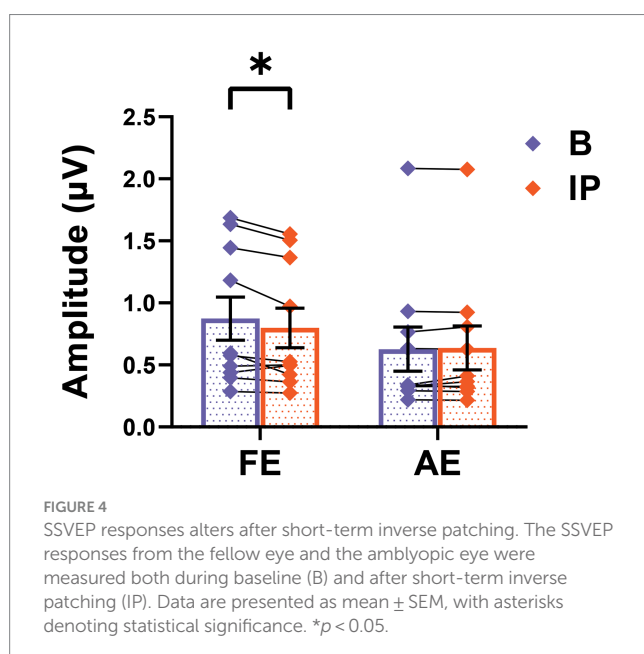 *
2.5
2.0
1.5
1.0
0.5
0.0
Amplitude (µV)
B
IP
FE
AE
FIGURE 4
SSVEP responses alters after short-term inverse patching. The SSVEP
responses from the fellow eye and the amblyopic eye were
measured both during baseline (B) and after short-term inverse
patching (IP). Data are presented as mean ± SEM, with asterisks
denoting statistical significance. *p < 0.05.